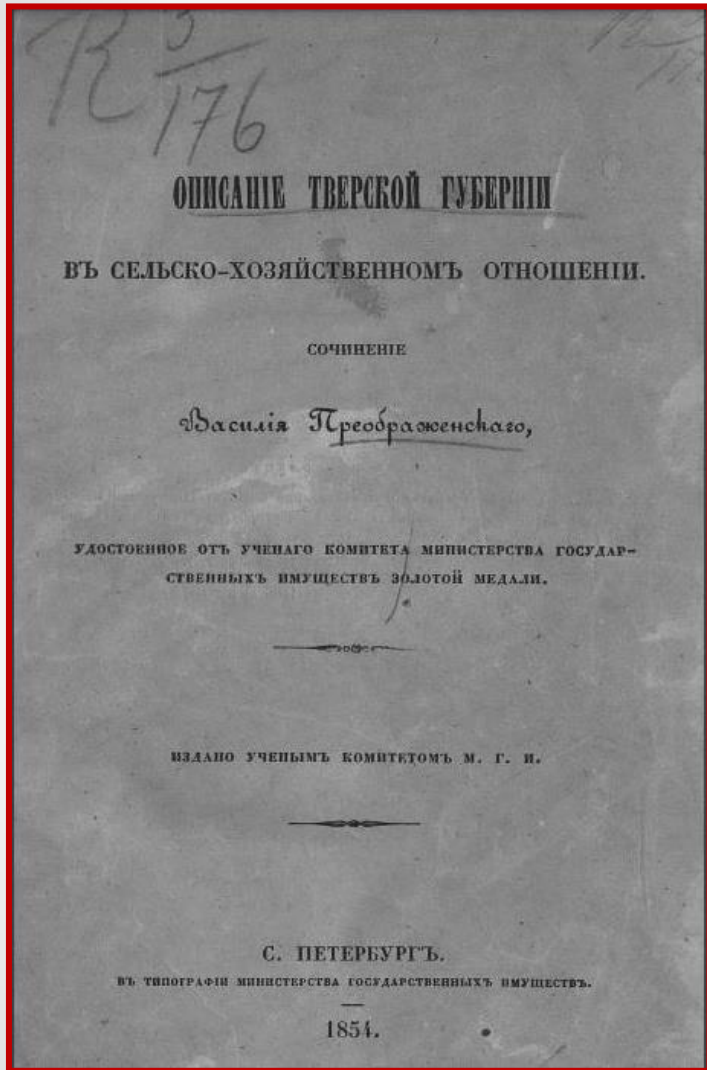 R 3/176
ОПИСАНІЕ ТВЕРСКОЙ ГУБЕРНІИ
ВЪ СЕЛЬСКО-ХОЗЯЙСТВЕННОМЪ ОТНОШЕНІИ.
СОЧИНЕНІЕ
Василія Преображенскаго,
УДОСТОЕННОЕ ОТЪ УЧЕНАГО КОМИТЕТА МИНИСТЕРСТВА ГОСУДАР-
СТВЕННЫХЪ ИМУЩЕСТВЪ ЗОЛОТОЙ МЕДАЛИ.
ИЗДАНО УЧЕНЫМЪ КОМИТЕТОМЪ М. Г. И.
С. ПЕТЕРБУРГЪ.
ВЪ ТИПОГРАФІИ МИНИСТЕРСТВА ГОСУДАРСТВЕННЫХЪ ИМУЩЕСТВЪ.
1854.